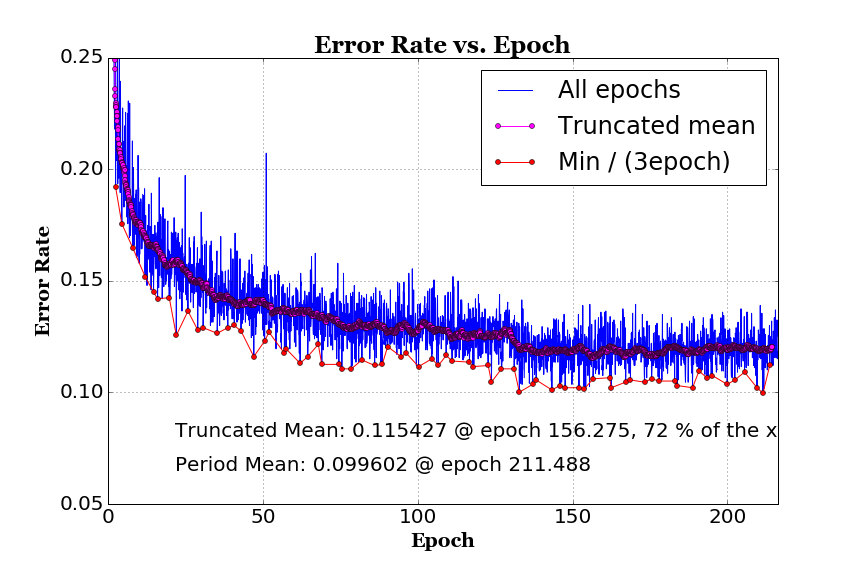 Error Rate vs. Epoch
0.25
All epochs
Truncated mean
Min / (3epoch)
0.20
0.15
Error Rate
0.10
Truncated Mean: 0.115427 @ epoch 156.275, 72 % of the x
Period Mean: 0.099602 @ epoch 211.488
0.05
0 50 100 150 200
Epoch